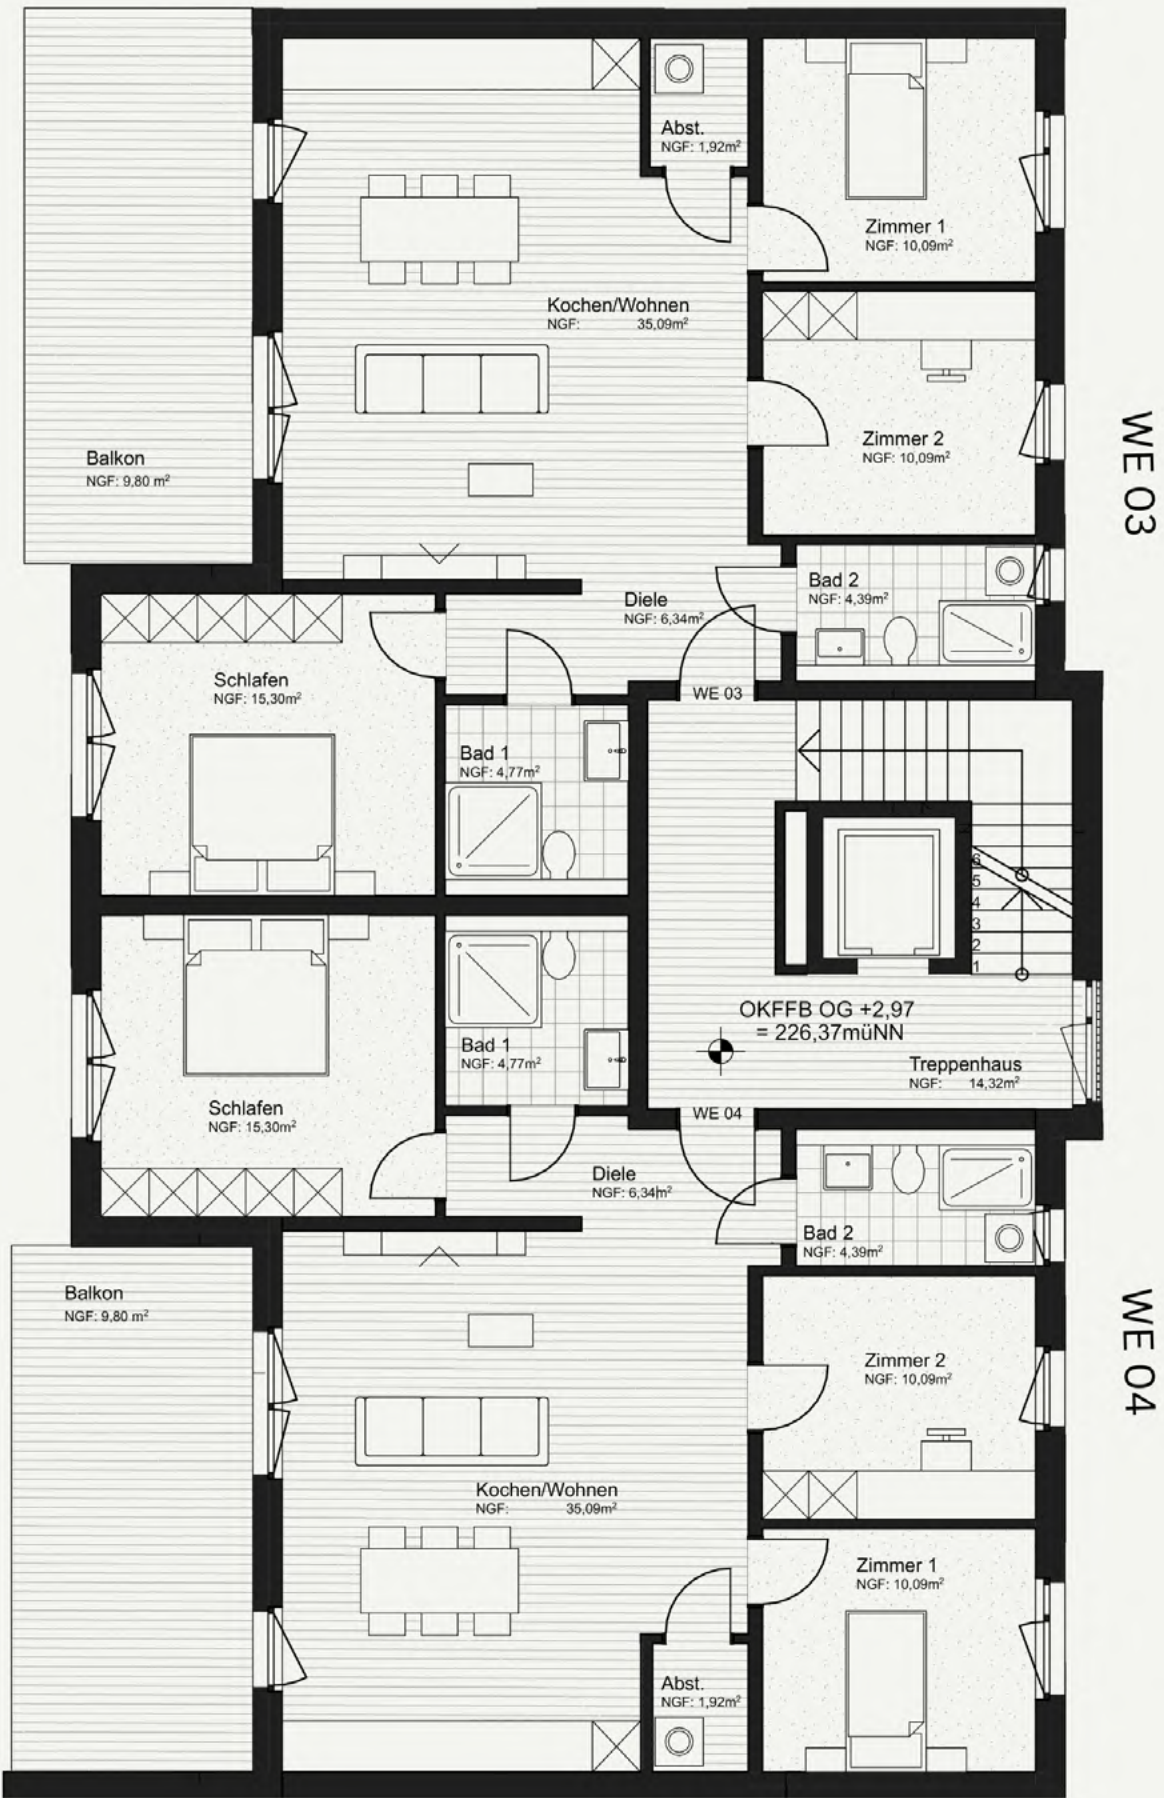 Abst.
NGF: 1,92m²
Zimmer 1
NGF: 10,09m²
Kochen/Wohnen
NGF: 35,09m²
Zimmer 2
NGF: 10,09m²
WE 03
Balkon
NGF: 9,80 m²
Bad 2
NGF: 4,39m²
Diele
NGF: 6,34m²
Schlafen
NGF: 15,30m²
WE 03
Bad 1
NGF: 4,77m²
6
5
4
3
2
1
OKFFB OG +2,97
= 226,37müNN
Treppenhaus
NGF: 14,32m²
Bad 1
NGF: 4,77m²
Schlafen
NGF: 15,30m²
WE 04
Diele
NGF: 6,34m²
Bad 2
NGF: 4,39m²
Balkon
NGF: 9,80 m²
Zimmer 2
NGF: 10,09m²
WE 04
Kochen/Wohnen
NGF: 35,09m²
Zimmer 1
NGF: 10,09m²
Abst.
NGF: 1,92m²